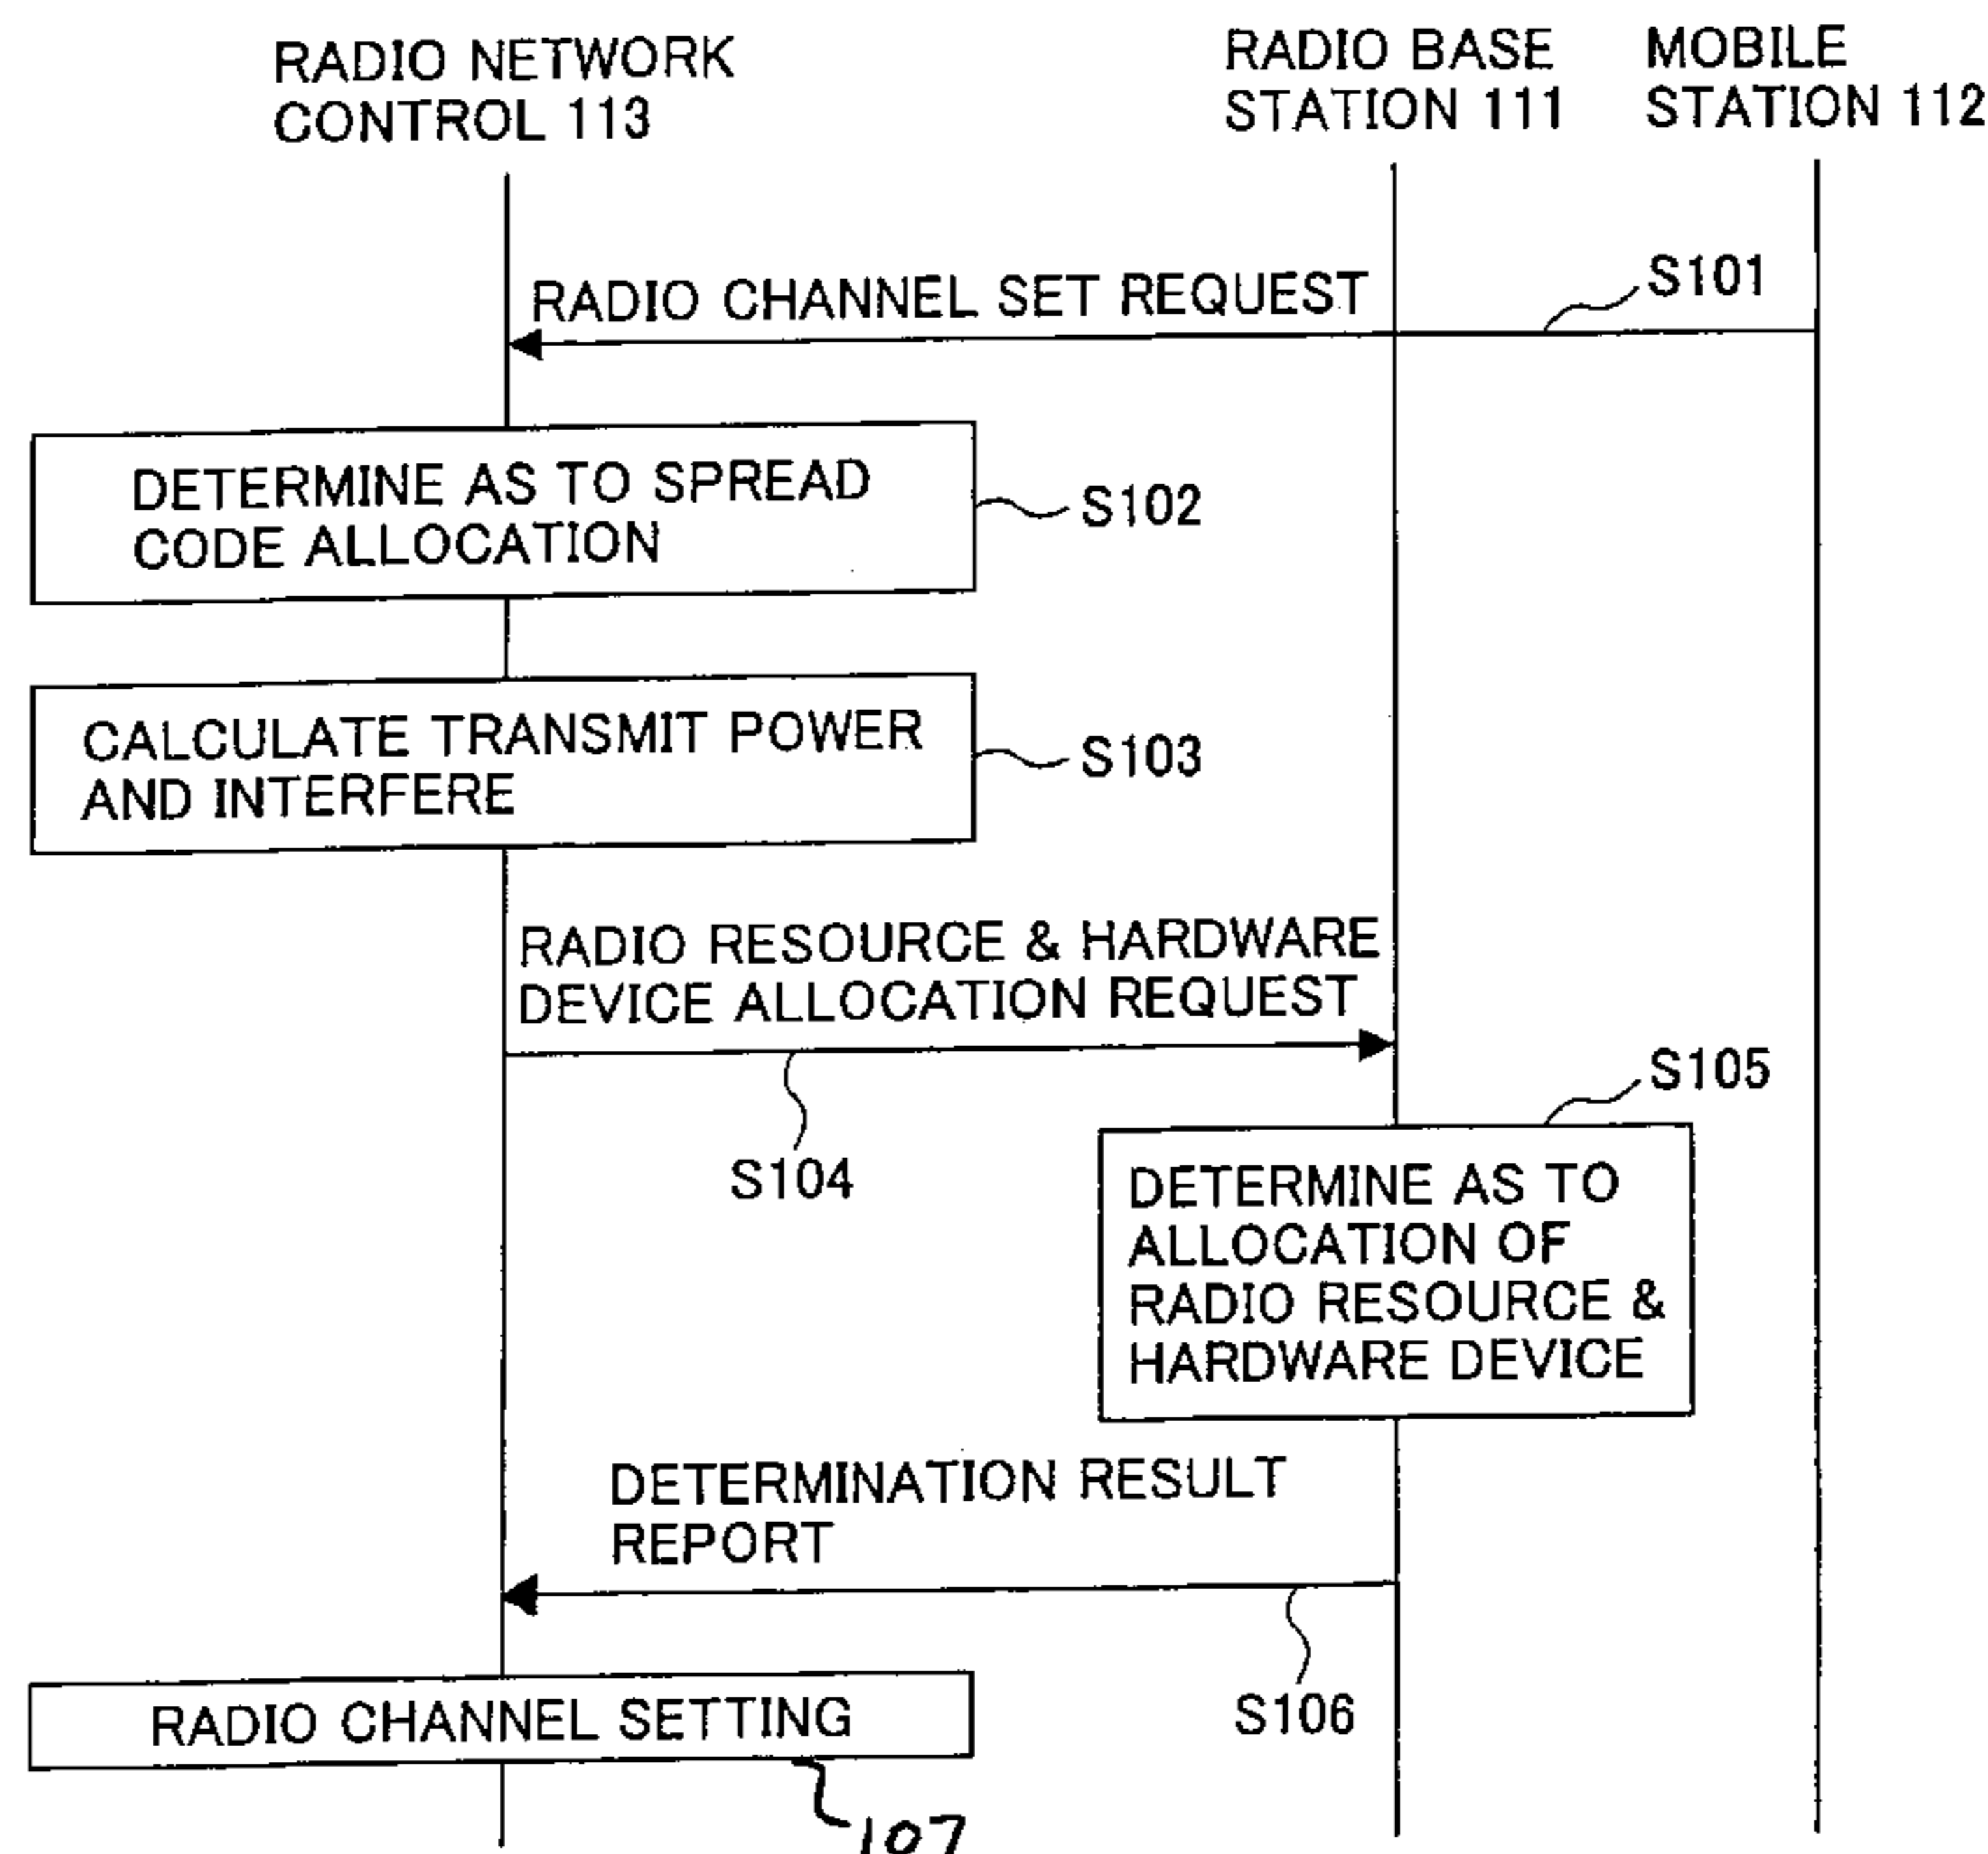 RADIO NETWORK
CONTROL 113
RADIO BASE
STATION 111
MOBILE
STATION 112
RADIO CHANNEL SET REQUEST
S101
DETERMINE AS TO SPREAD
CODE ALLOCATION
S102
CALCULATE TRANSMIT POWER
AND INTERFERE
S103
RADIO RESOURCE & HARDWARE
DEVICE ALLOCATION REQUEST
S104
S105
DETERMINE AS TO
ALLOCATION OF
RADIO RESOURCE &
HARDWARE DEVICE
DETERMINATION RESULT
REPORT
S106
RADIO CHANNEL SETTING
107